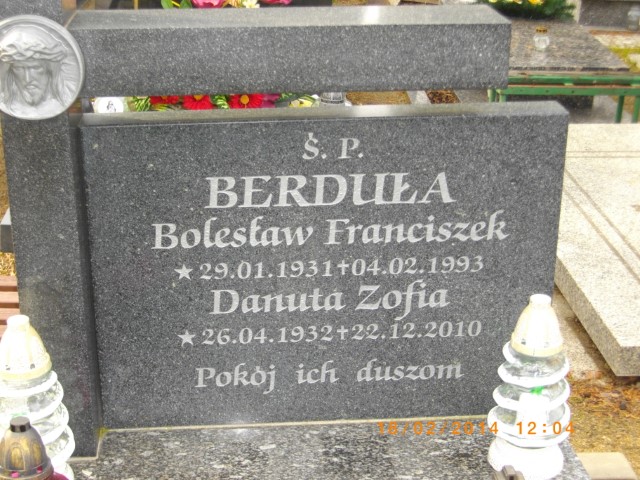 Ś. P.
BERDUŁA
Bolesław Franciszek
★29.01.1931†04.02.1993
Danuta Zofia
★26.04.1932†22.12.2010
Pokój ich duszom
18/02/2014 12:04